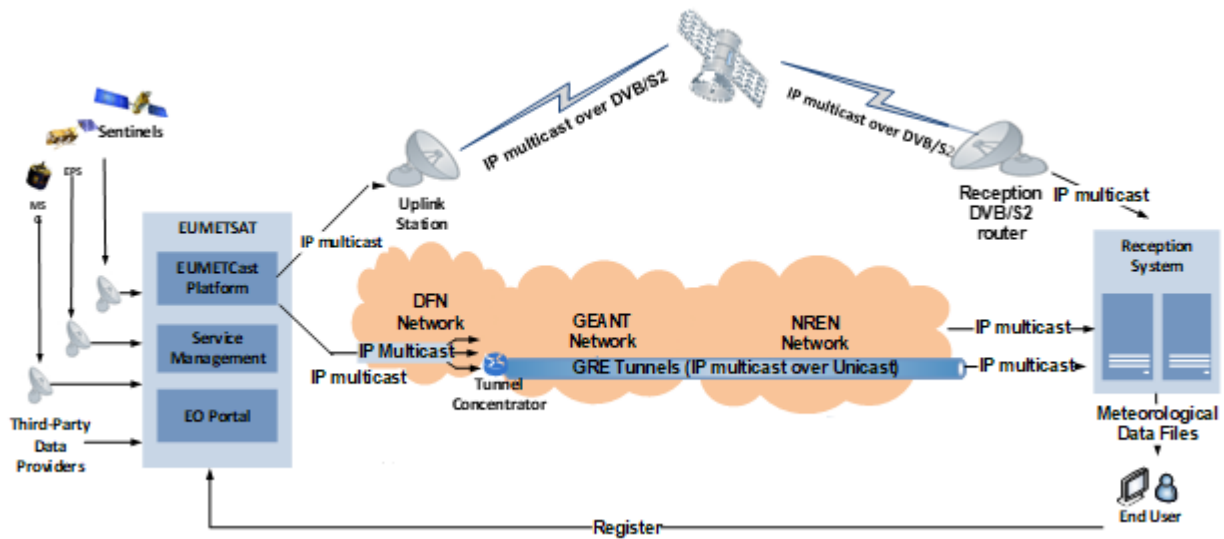 IP multicast over DVB/S2
IP multicast over DVB/S2
Sentinels
EPS
MS
G
Uplink
Station
Reception
DVB/S2
router
IP multicast
EUMETSAT
EUMETCast
Platform
Service
Management
EO Portal
IP multicast
DFN
Network
GEANT
Network
NREN
Network
IP Multicast
IP multicast
GRE Tunnels (IP multicast over Unicast)
Tunnel
Concentrator
IP multicast
IP multicast
Reception
System
Third-Party
Data
Providers
Meteorological
Data Files
End User
Register